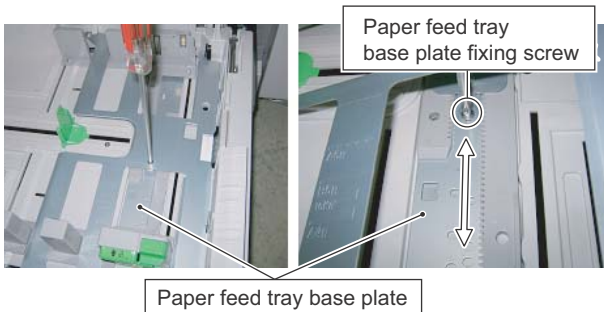 Paper feed tray
base plate fixing screw
Paper feed tray base plate